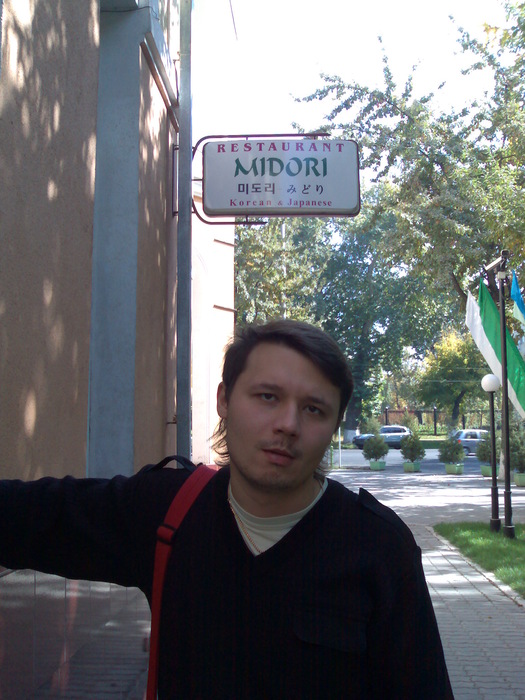 RESTAURANT
MIDORI
미도리 みどり
Korean & Japanese